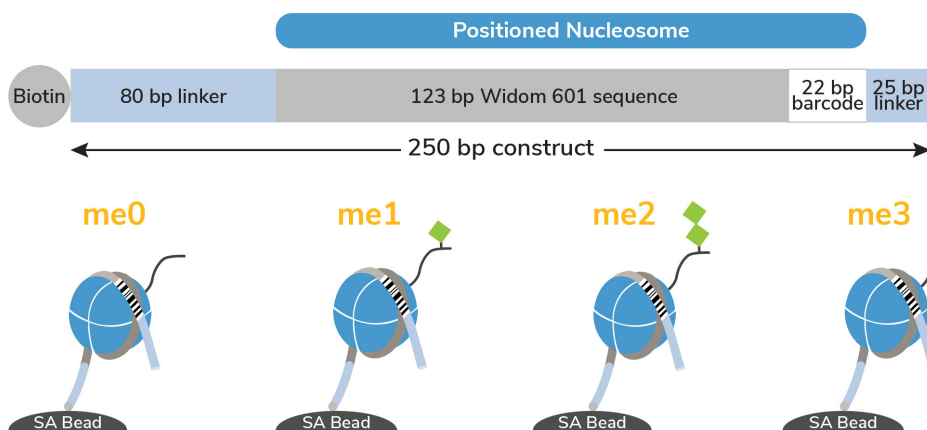 Positioned Nucleosome
Biotin
80 bp linker
123 bp Widom 601 sequence
22 bp
barcode
25 bp
linker
250 bp construct
me0
me1
me2
me3
SA Bead
SA Bead
SA Bead
SA Bead